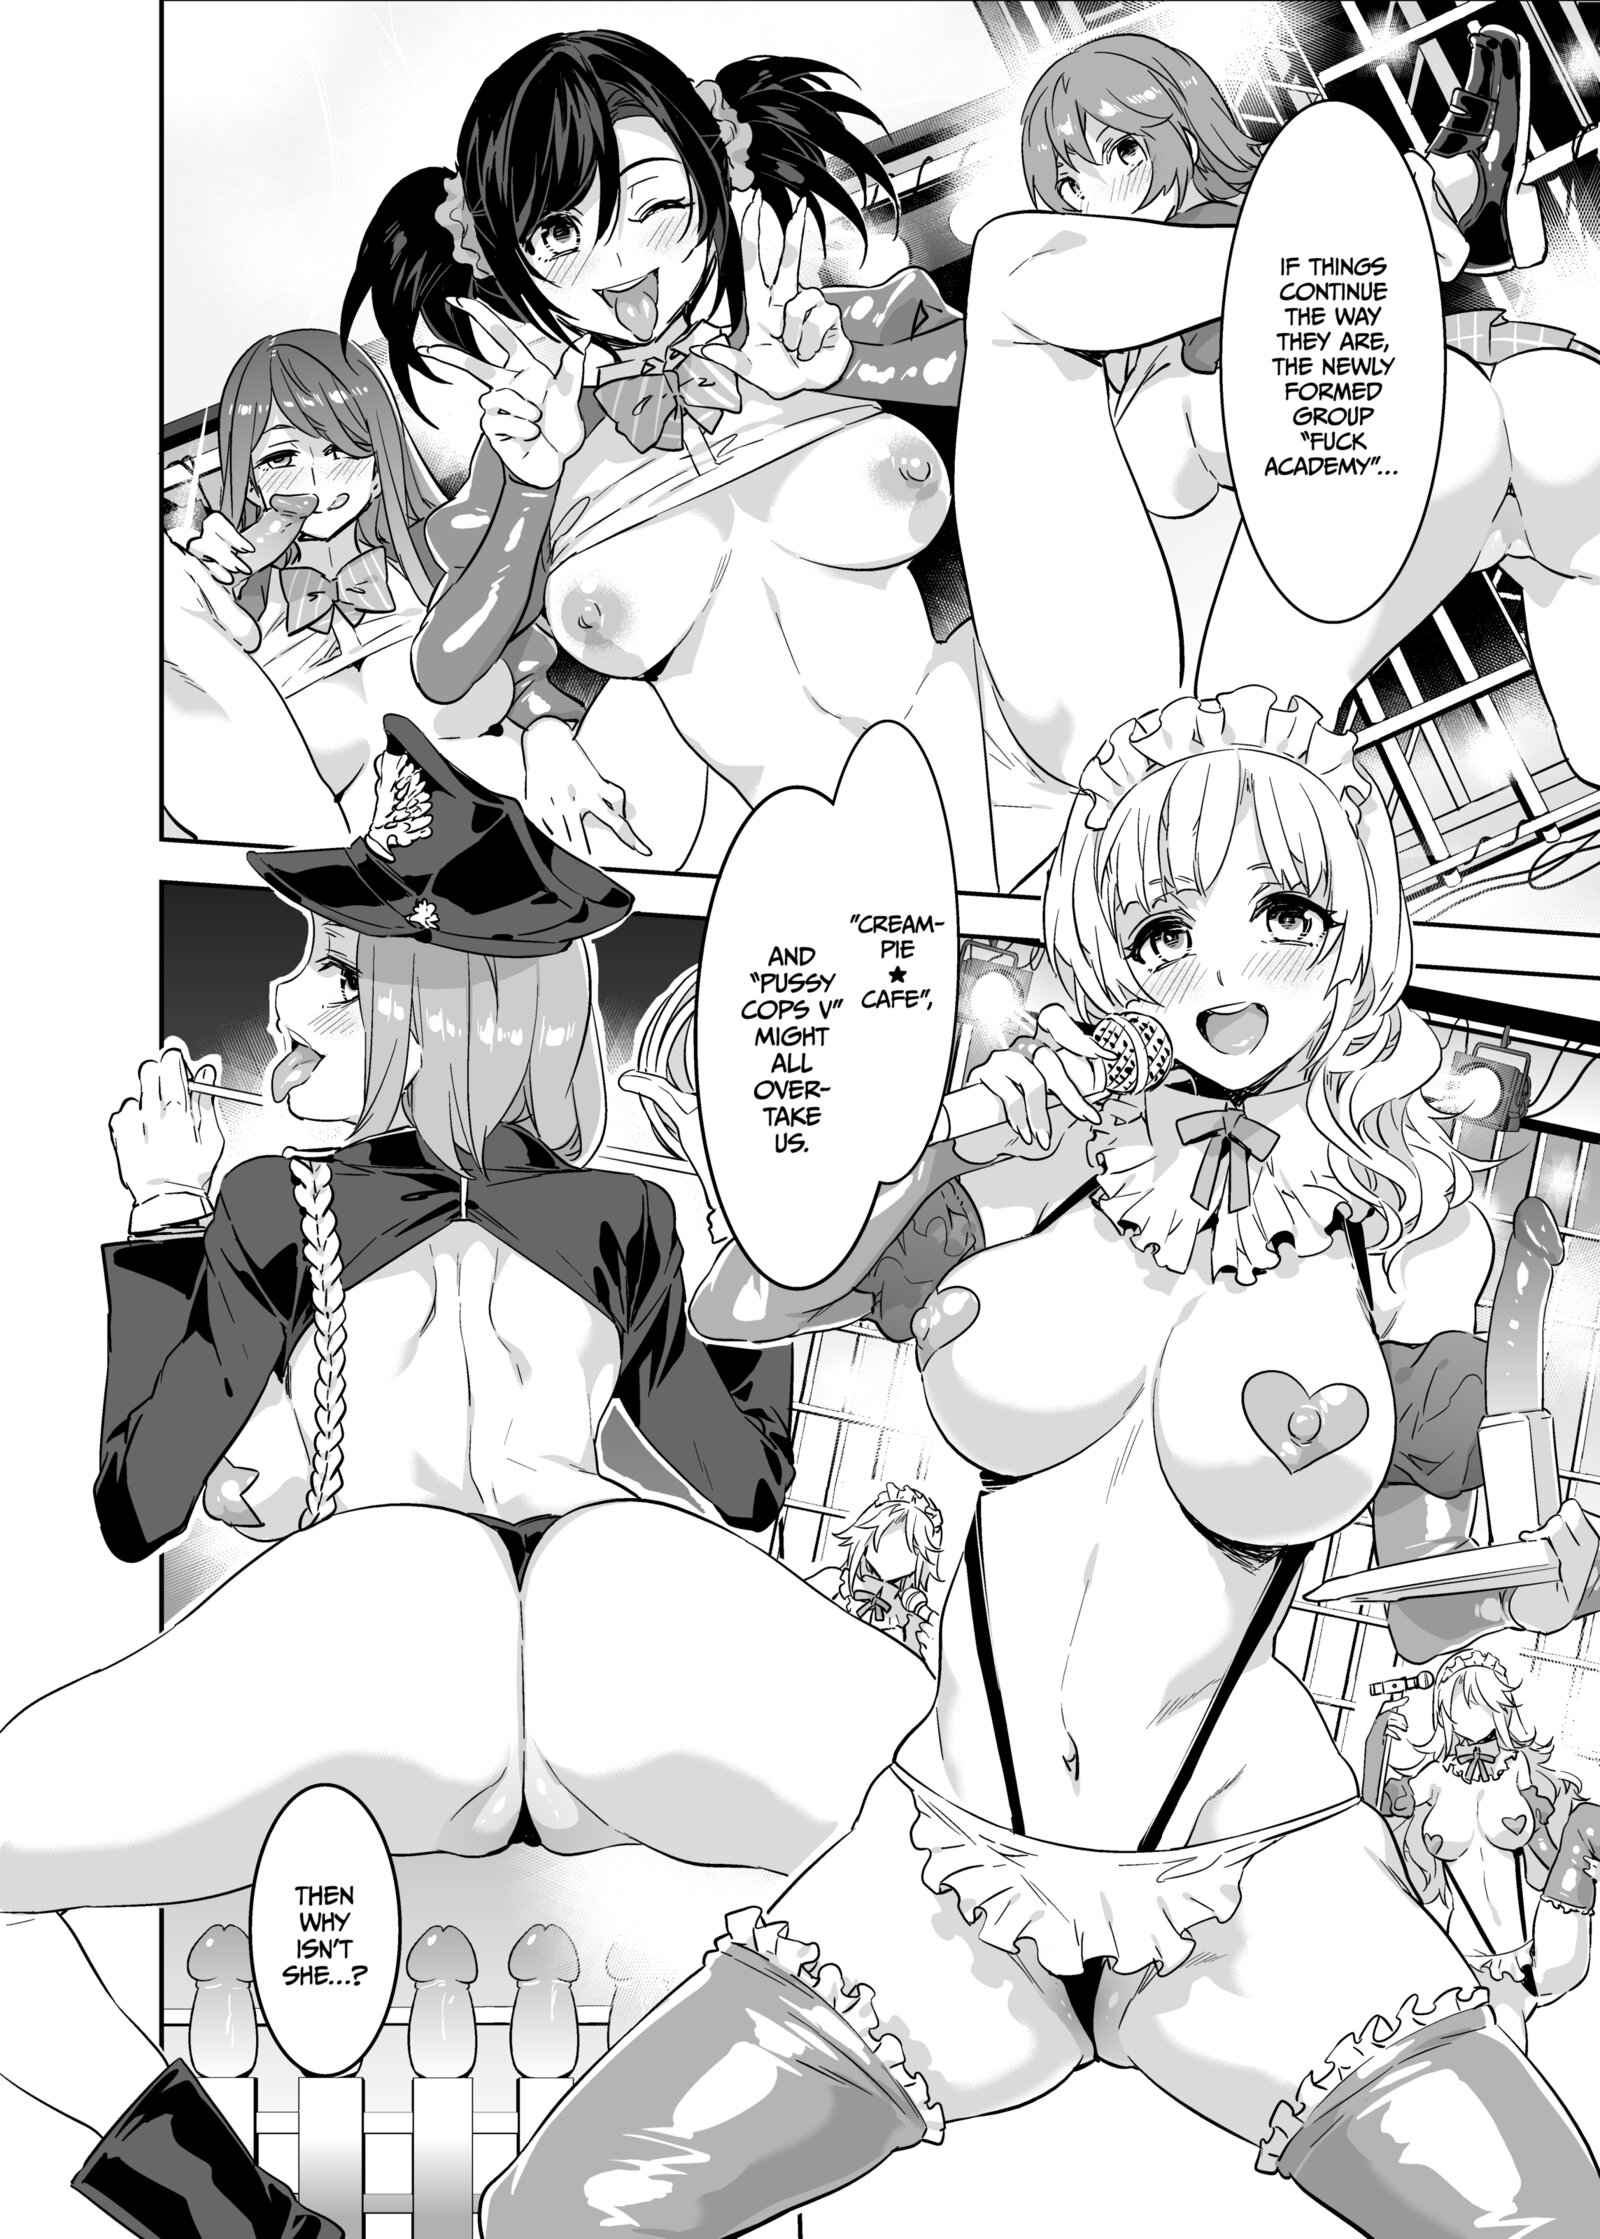 IF THINGS
CONTINUE
THE WAY
THEY ARE,
THE NEWLY
FORMED
GROUP
"FUCK
ACADEMY"...
"CREAM-
PIE
★
CAFE",
AND
"PUSSY
COPS V"
MIGHT
ALL
OVER-
TAKE
US.
THEN
WHY
ISN'T
SHE...?